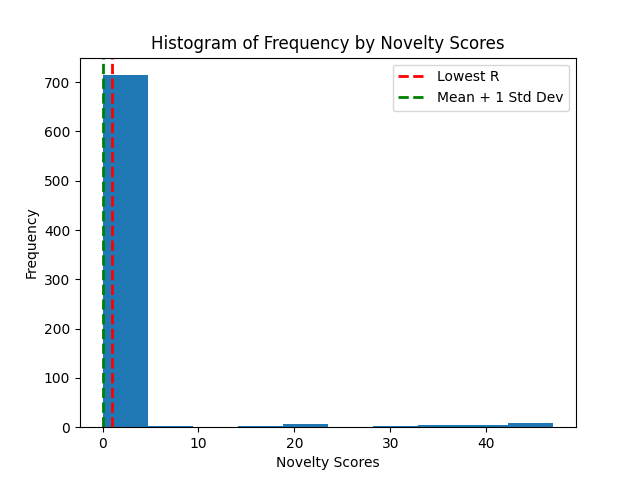 Histogram of Frequency by Novelty Scores
Lowest R
Mean + 1 Std Dev
700
600
500
400
300
200
100
0
Frequency
0 10 20 30 40
Novelty Scores